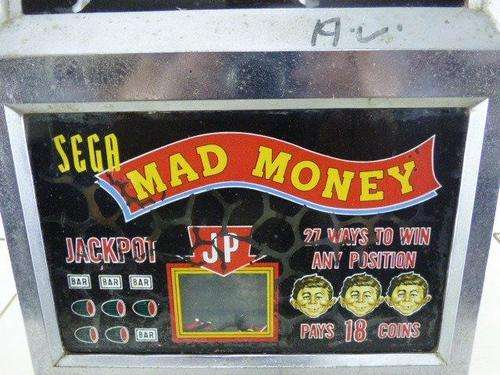 SEGA
MAD MONEY
JACKPOT
JP
27 WAYS TO WIN
ANY POSITION
BAR BAR BAR
BAR
PAYS 18 COINS